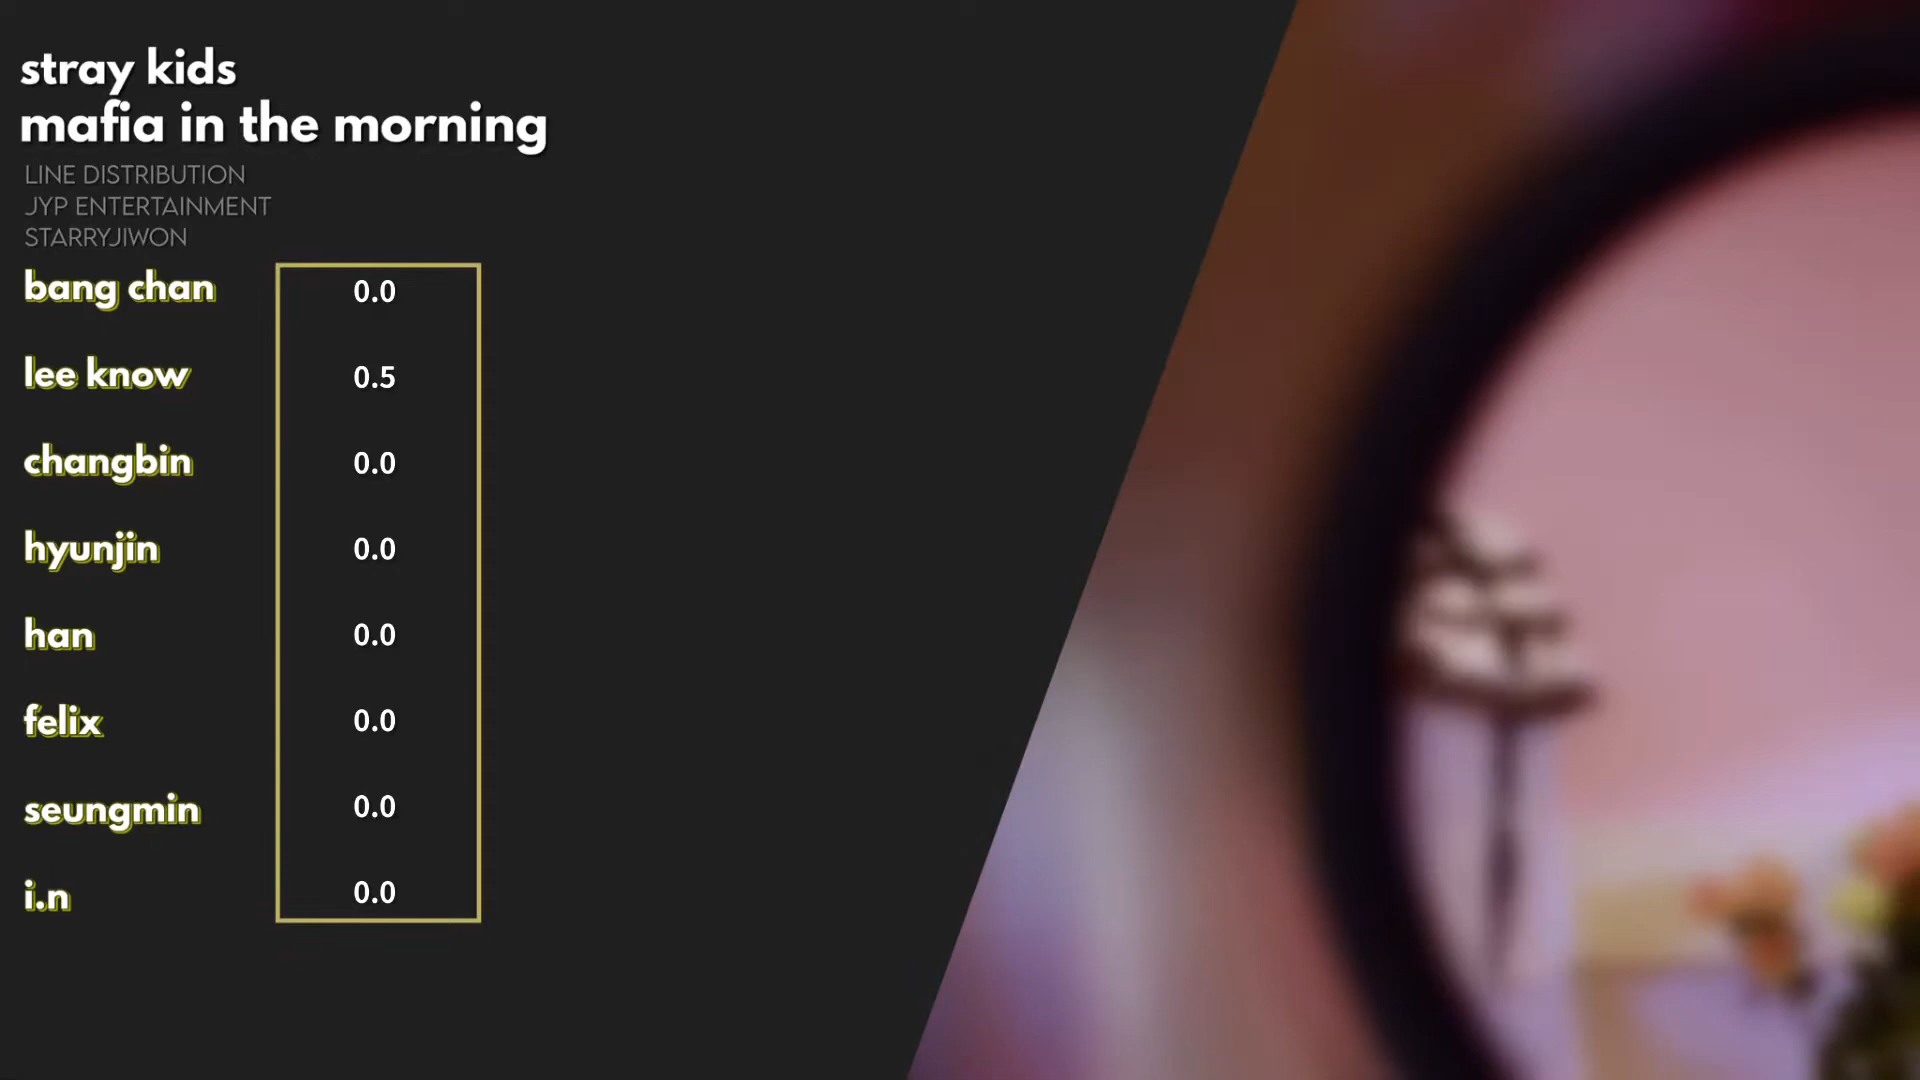 stray kids
mafia in the morning
LINE DISTRIBUTION
JYP ENTERTAINMENT
STARRYJIWON
bang chan 0.0
lee know 0.5
changbin 0.0
hyunjin 0.0
han 0.0
felix 0.0
seungmin 0.0
i.n 0.0